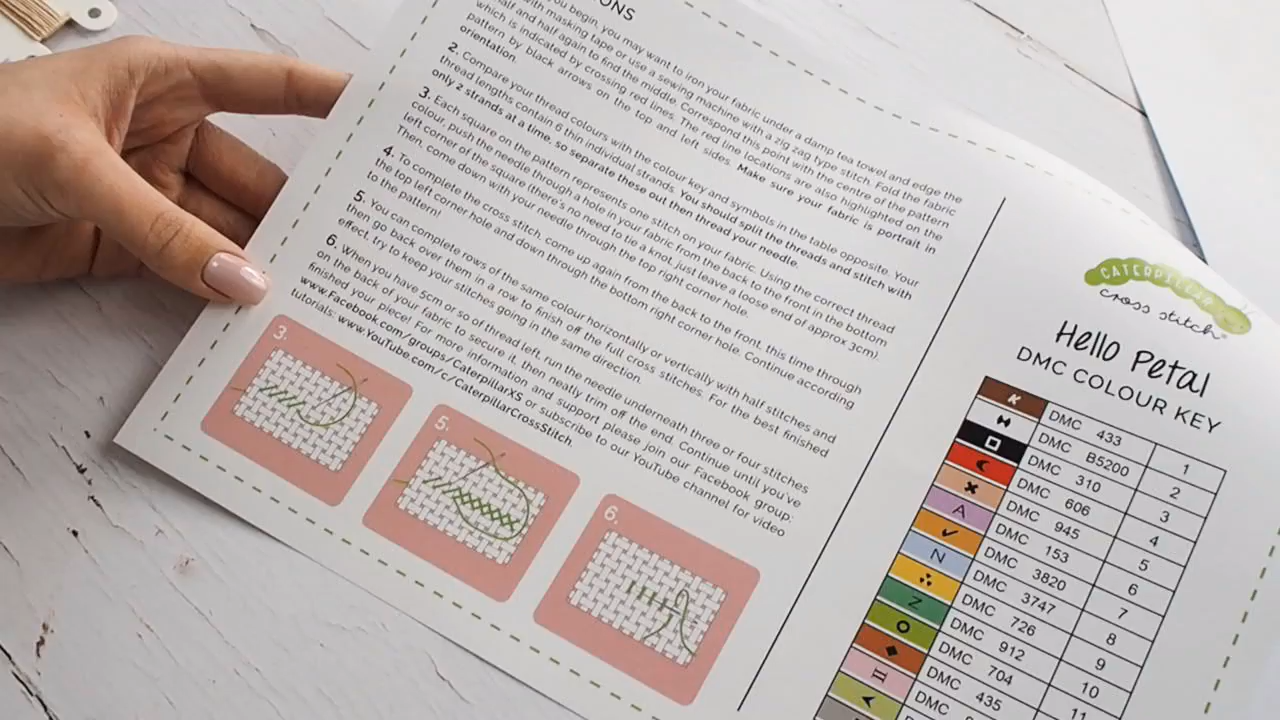 ONS
you begin, you may want to iron your fabric under a damp tea towel and edge the
with masking tape or use a sewing machine with a zig zag type stitch. Fold the fabric
half and half again to find the middle. Correspond this point with the centre of the pattern
which is indicated by crossing red lines. The red line locations are also highlighted on the
pattern by black arrows on the top and left sides. Make sure your fabric is portrait in
orientation.
2. Compare your thread colours with the colour key and symbols in the table opposite. Your
thread lengths contain 6 thin individual strands. You should split the threads and stitch with
only 2 strands at a time, so separate these out then thread your needle.
3. Each square on the pattern represents one stitch on your fabric. Using the correct thread
colour, push the needle through a hole in your fabric from the back to the front in the bottom
left corner of the square (there's no need to tie a knot, just leave a loose end of approx 3cm).
Then, come down with your needle through the top right corner hole.
4. To complete the cross stitch, come up again from the back to the front, this time through
the top left corner hole and down through the bottom right corner hole. Continue according
to the pattern!
5. You can complete rows of the same colour horizontally or vertically with half stitches and
then go back over them in a row to finish off the full cross stitches. For the best finished
effect, try to keep your stitches going in the same direction.
6. When you have 5cm or so of thread left, run the needle underneath three or four stitches
on the back of your fabric to secure it, then neatly trim off the end. Continue until you've
finished your piece! For more information and support please join our Facebook group:
www.Facebook.com/groups/CaterpillarXS or subscribe to our YouTube channel for video
tutorials: www.YouTube.com/c/CaterpillarCrossStitch.
3.
5.
6.
CATERPILLAR
cross stitch
Hello Petal
DMC COLOUR KEY
K DMC 433 1
DMC B5200 2
DMC 310 3
DMC 606 4
DMC 945 5
A DMC 153 6
DMC 3820 7
N DMC 3747 8
DMC 726 9
Z DMC 912 10
DMC 704 11
DMC 435
DMC